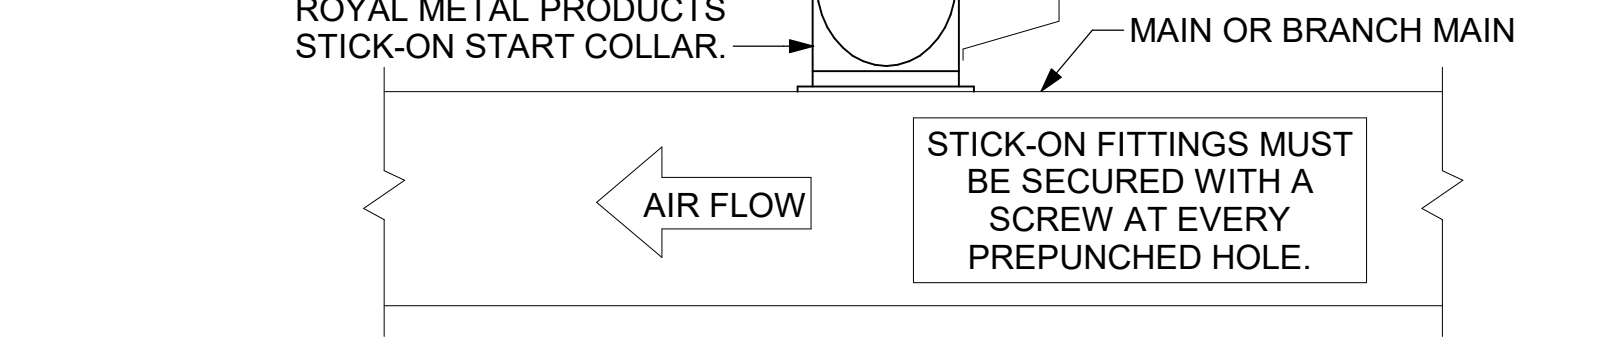 ROYAL METAL PRODUCTS
STICK-ON START COLLAR.
MAIN OR BRANCH MAIN
STICK-ON FITTINGS MUST
BE SECURED WITH A
SCREW AT EVERY
PREPUNCHED HOLE.
AIR FLOW